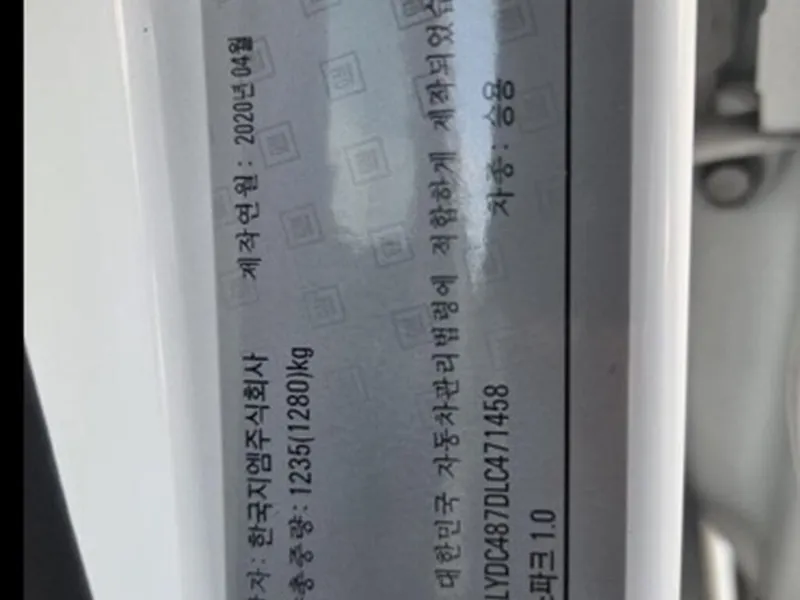 자: 한국지엠주식회사 제작연월: 2020년 04월
총중량: 1235(1280)kg
대한민국 자동차관리법령에 적합하게 제작되었습
LYDC487DLC471458 차종: 승용
파크 1.0